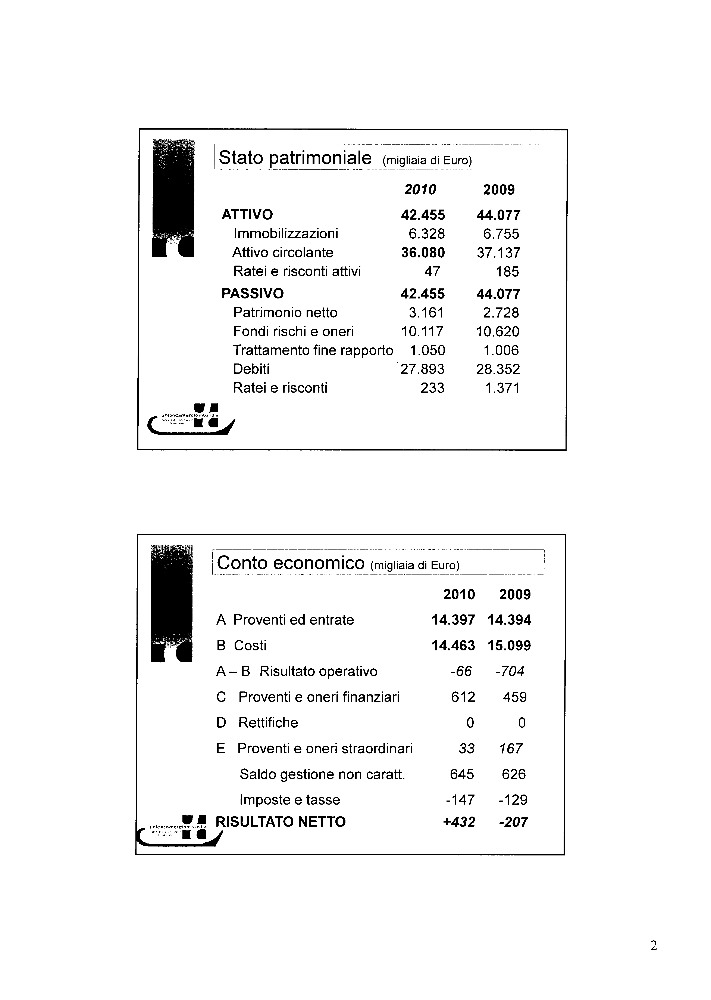 Stato patrimoniale (migliaia di Euro)
2010 2009
ATTIVO 42.455 44.077
Immobilizzazioni 6.328 6.755
Attivo circolante 36.080 37.137
Ratei e risconti attivi 47 185
PASSIVO 42.455 44.077
Patrimonio netto 3.161 2.728
Fondi rischi e oneri 10.117 10.620
Trattamento fine rapporto 1.050 1.006
Debiti 27.893 28.352
Ratei e risconti 233 1.371
unioncamerelombardia
Conto economico (migliaia di Euro)
2010 2009
A Proventi ed entrate 14.397 14.394
B Costi 14.463 15.099
A – B Risultato operativo -66 -704
C Proventi e oneri finanziari 612 459
D Rettifiche 0 0
E Proventi e oneri straordinari 33 167
Saldo gestione non caratt. 645 626
Imposte e tasse -147 -129
RISULTATO NETTO +432 -207
unioncamerelombardia
2